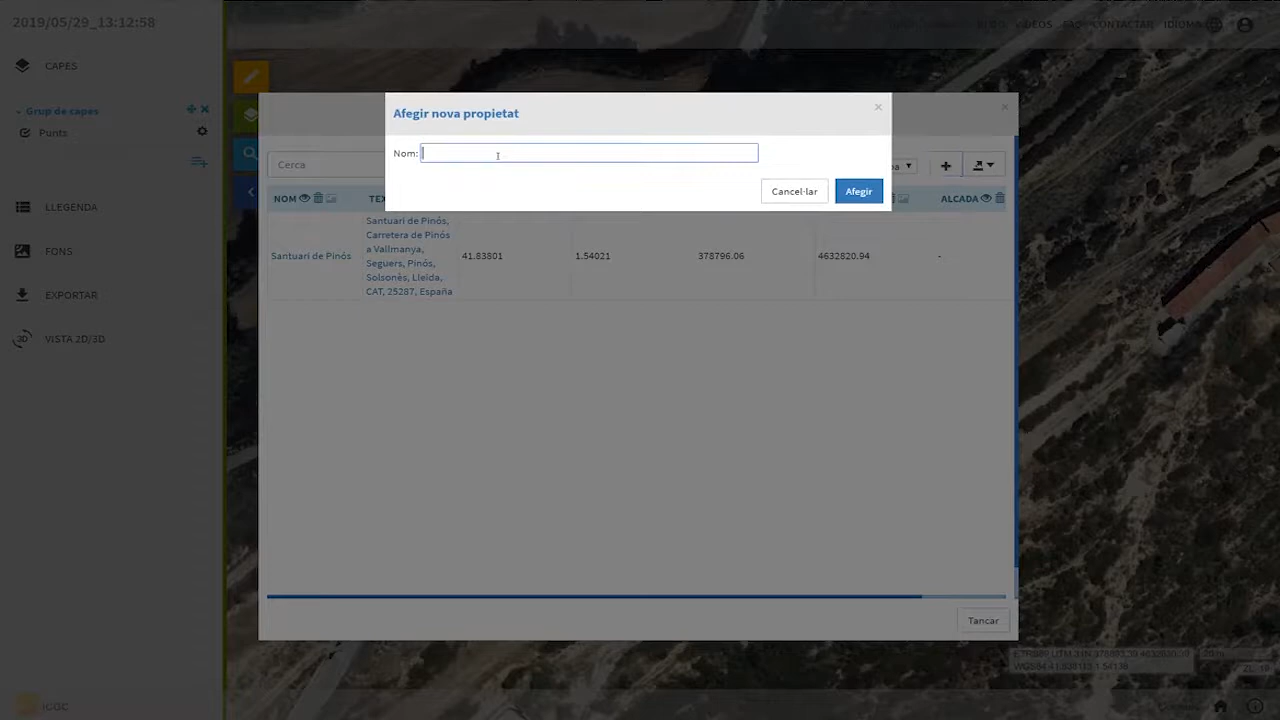 2019/05/29_13:12:58
VÍDEOS FAQ CONTACTAR IDIOMA
CAPES
Grup de capes
Punts
LLEGENDA
FONS
EXPORTAR
3D VISTA 2D/3D
ICGC
Afegir nova propietat
Nom:
Cancel·lar
Afegir
Cerca
NOM
ALCADA
Santuari de Pinós
Santuari de Pinós,
Carretera de Pinós
a Vallmanya,
Seguers, Pinós,
Solsonès, Lleida,
CAT, 25287, España
41.83801
1.54021
378796.06
4632820.94
-
Tancar